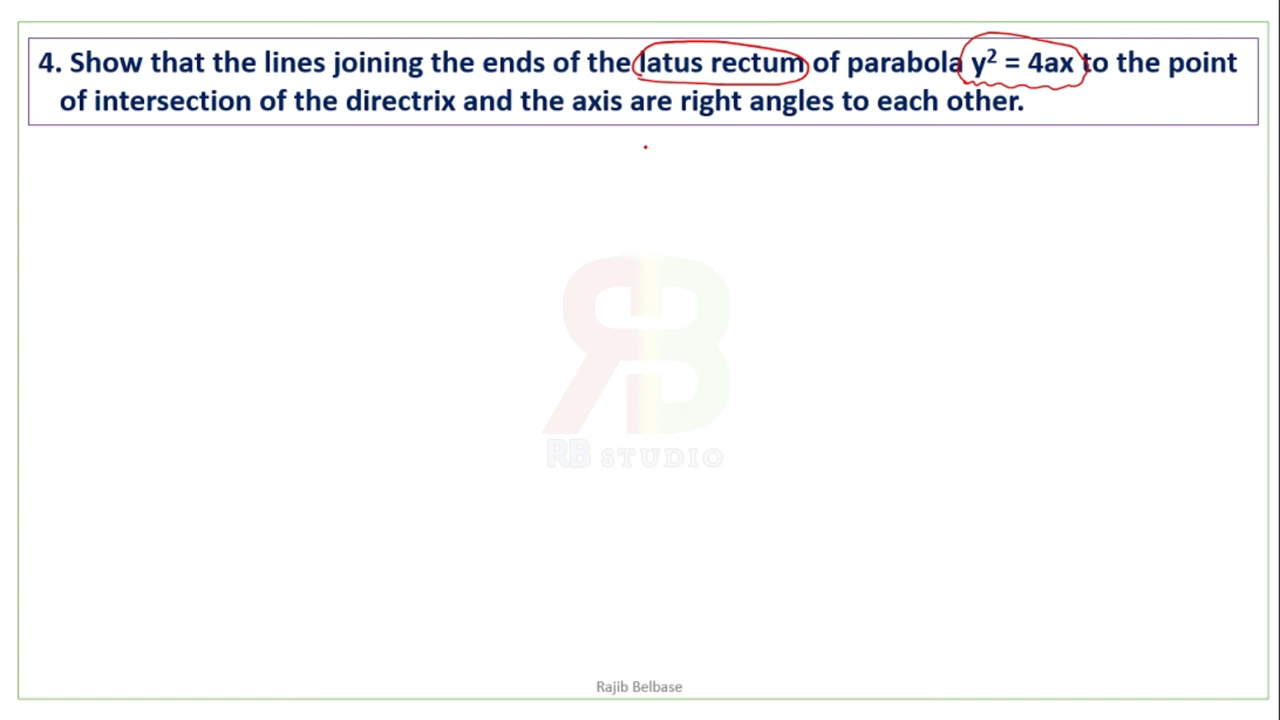 4. Show that the lines joining the ends of the latus rectum of parabola y² = 4ax to the point
of intersection of the directrix and the axis are right angles to each other.
RB
RB STUDIO
Rajib Belbase